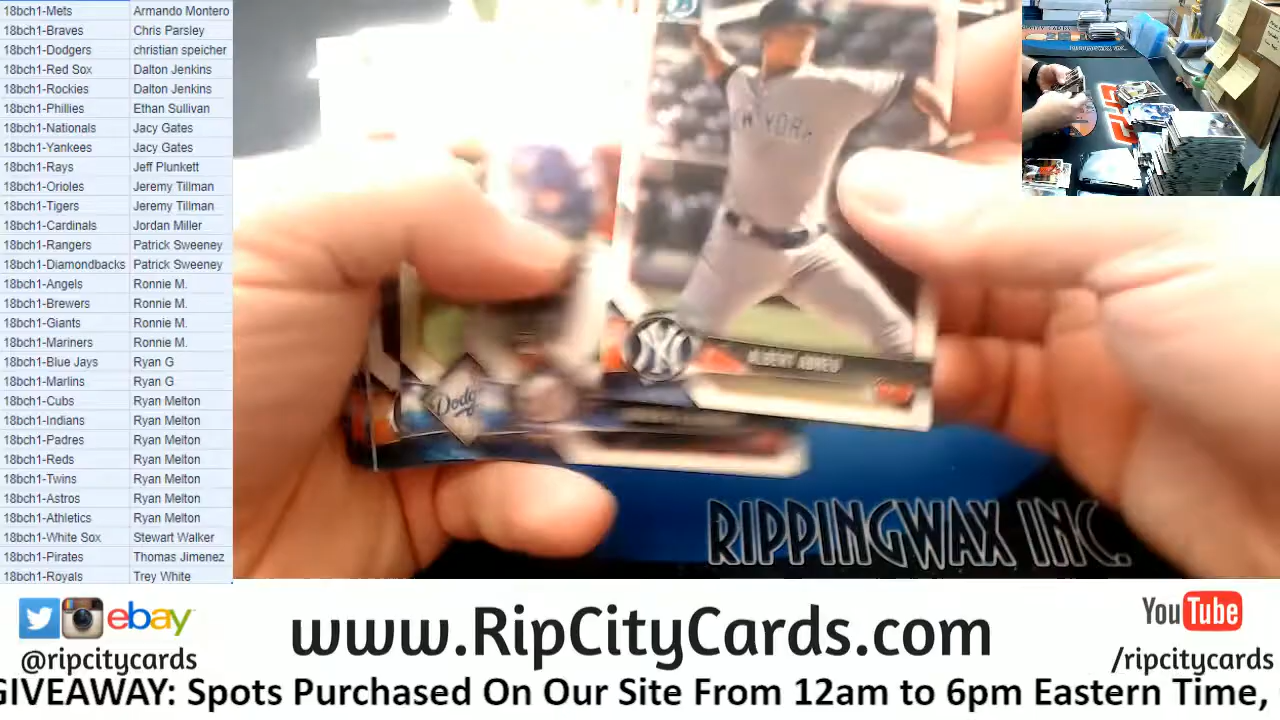 18bch1-Mets Armando Montero
18bch1-Braves Chris Parsley
18bch1-Dodgers christian speicher
18bch1-Red Sox Dalton Jenkins
18bch1-Rockies Dalton Jenkins
18bch1-Phillies Ethan Sullivan
18bch1-Nationals Jacy Gates
18bch1-Yankees Jacy Gates
18bch1-Rays Jeff Plunkett
18bch1-Orioles Jeremy Tillman
18bch1-Tigers Jeremy Tillman
18bch1-Cardinals Jordan Miller
18bch1-Rangers Patrick Sweeney
18bch1-Diamondbacks Patrick Sweeney
18bch1-Angels Ronnie M.
18bch1-Brewers Ronnie M.
18bch1-Giants Ronnie M.
18bch1-Mariners Ronnie M.
18bch1-Blue Jays Ryan G
18bch1-Marlins Ryan G
18bch1-Cubs Ryan Melton
18bch1-Indians Ryan Melton
18bch1-Padres Ryan Melton
18bch1-Reds Ryan Melton
18bch1-Twins Ryan Melton
18bch1-Astros Ryan Melton
18bch1-Athletics Ryan Melton
18bch1-White Sox Stewart Walker
18bch1-Pirates Thomas Jimenez
18bch1-Royals Trey White
NEW YORK
NY
ALBERT ABREU
RIPPINGWAX INC.
RIPPINGWAX INC.
ebay
@ripcitycards
www.RipCityCards.com
YouTube
/ripcitycards
GIVEAWAY: Spots Purchased On Our Site From 12am to 6pm Eastern Time,